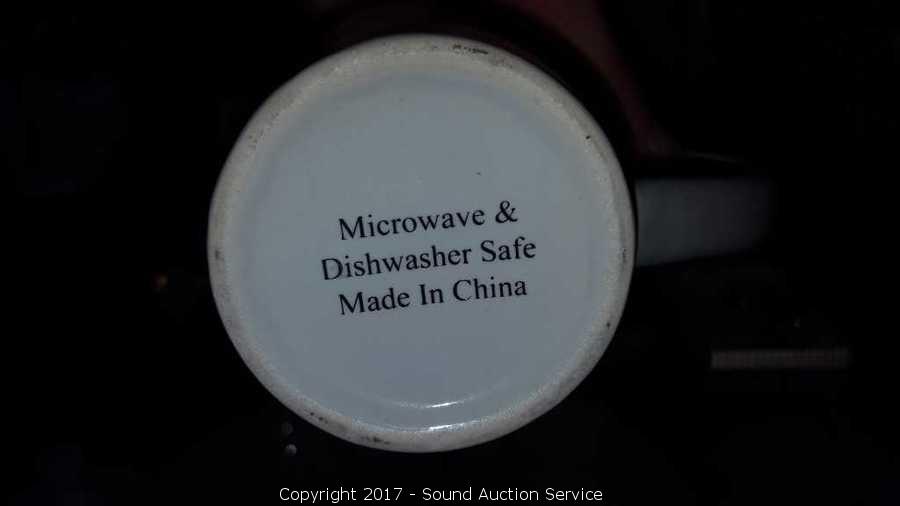 Microwave &
Dishwasher Safe
Made In China
Copyright 2017 - Sound Auction Service